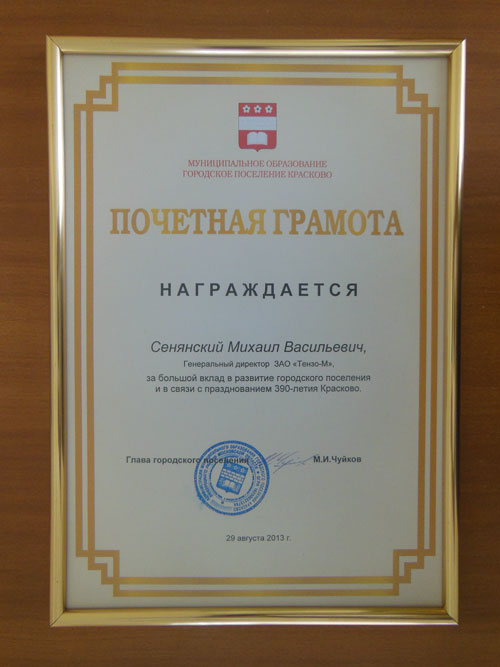 МУНИЦИПАЛЬНОЕ ОБРАЗОВАНИЕ
ГОРОДСКОЕ ПОСЕЛЕНИЕ КРАСКОВО
ПОЧЕТНАЯ ГРАМОТА
НАГРАЖДАЕТСЯ
Сенянский Михаил Васильевич,
Генеральный директор ЗАО «Тензо-М»,
за большой вклад в развитие городского поселения
и в связи с празднованием 390-летия Красково.
Глава городского поселения М.И.Чуйков
29 августа 2013 г.